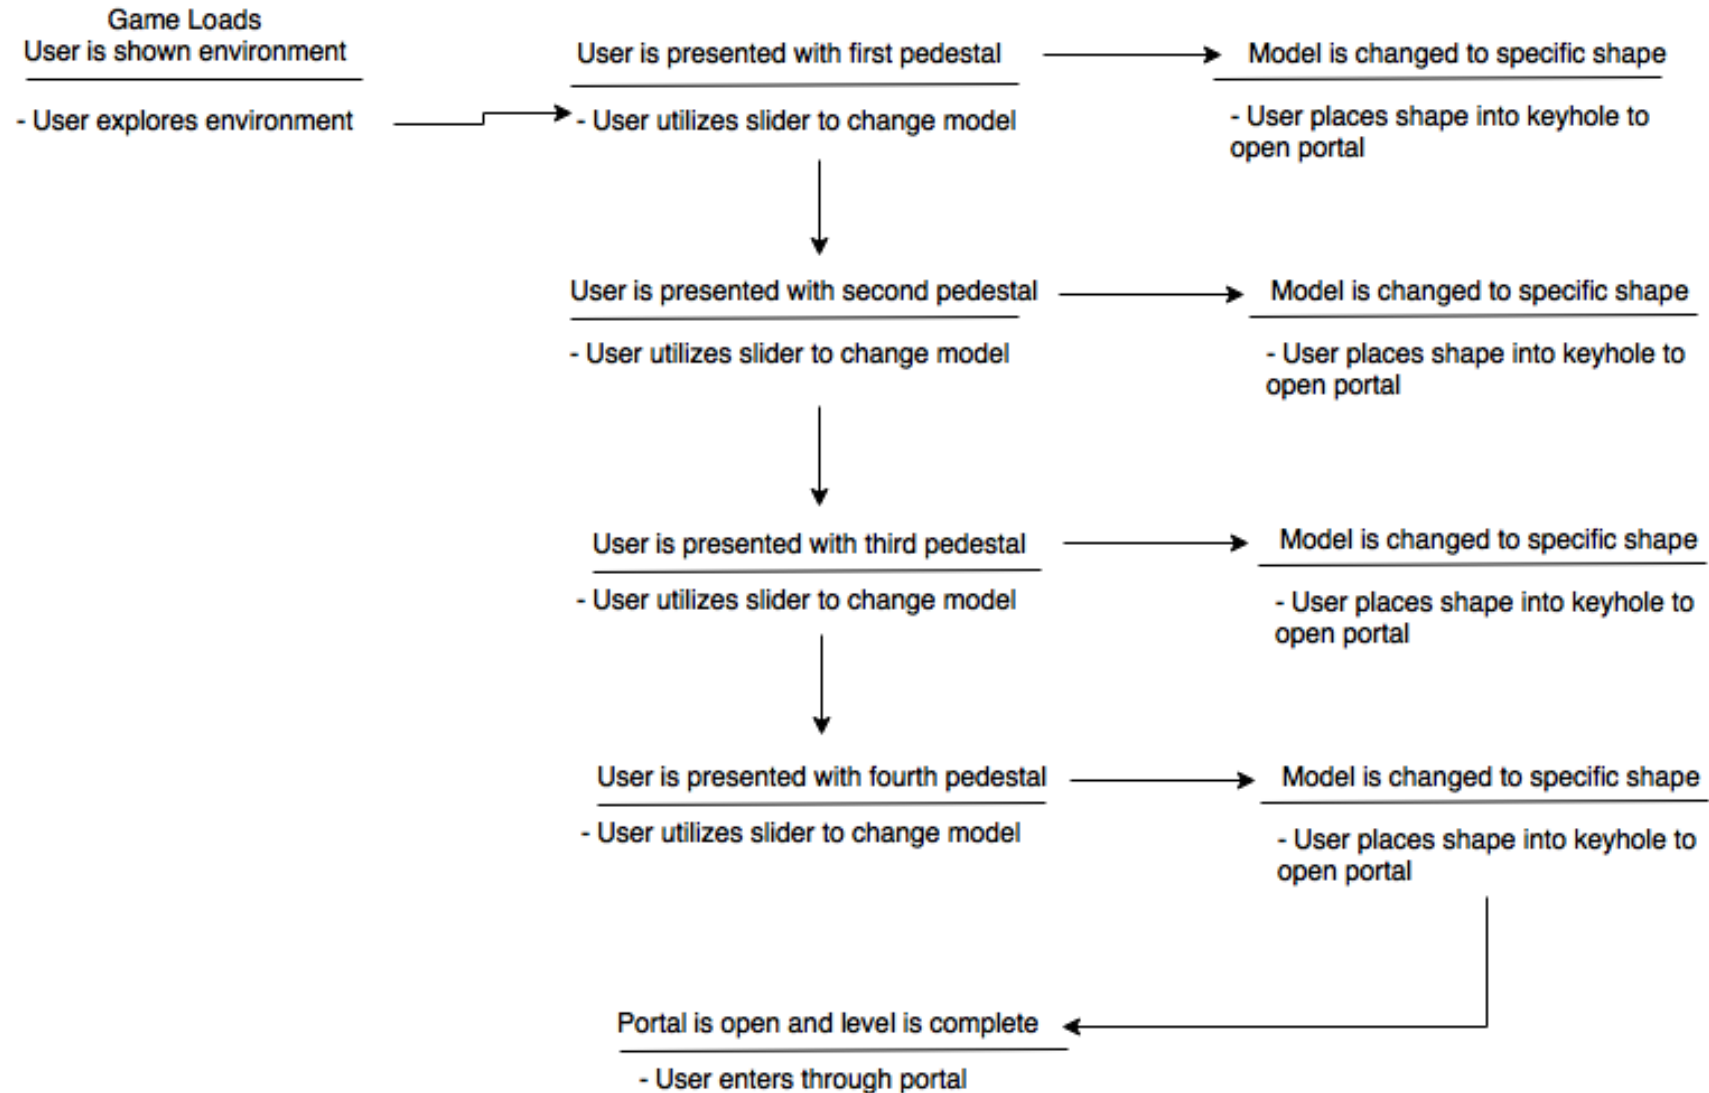 Game Loads
User is shown environment
- User explores environment
User is presented with first pedestal
- User utilizes slider to change model
Model is changed to specific shape
- User places shape into keyhole to
open portal
User is presented with second pedestal
- User utilizes slider to change model
Model is changed to specific shape
- User places shape into keyhole to
open portal
User is presented with third pedestal
- User utilizes slider to change model
Model is changed to specific shape
- User places shape into keyhole to
open portal
User is presented with fourth pedestal
- User utilizes slider to change model
Model is changed to specific shape
- User places shape into keyhole to
open portal
Portal is open and level is complete
- User enters through portal